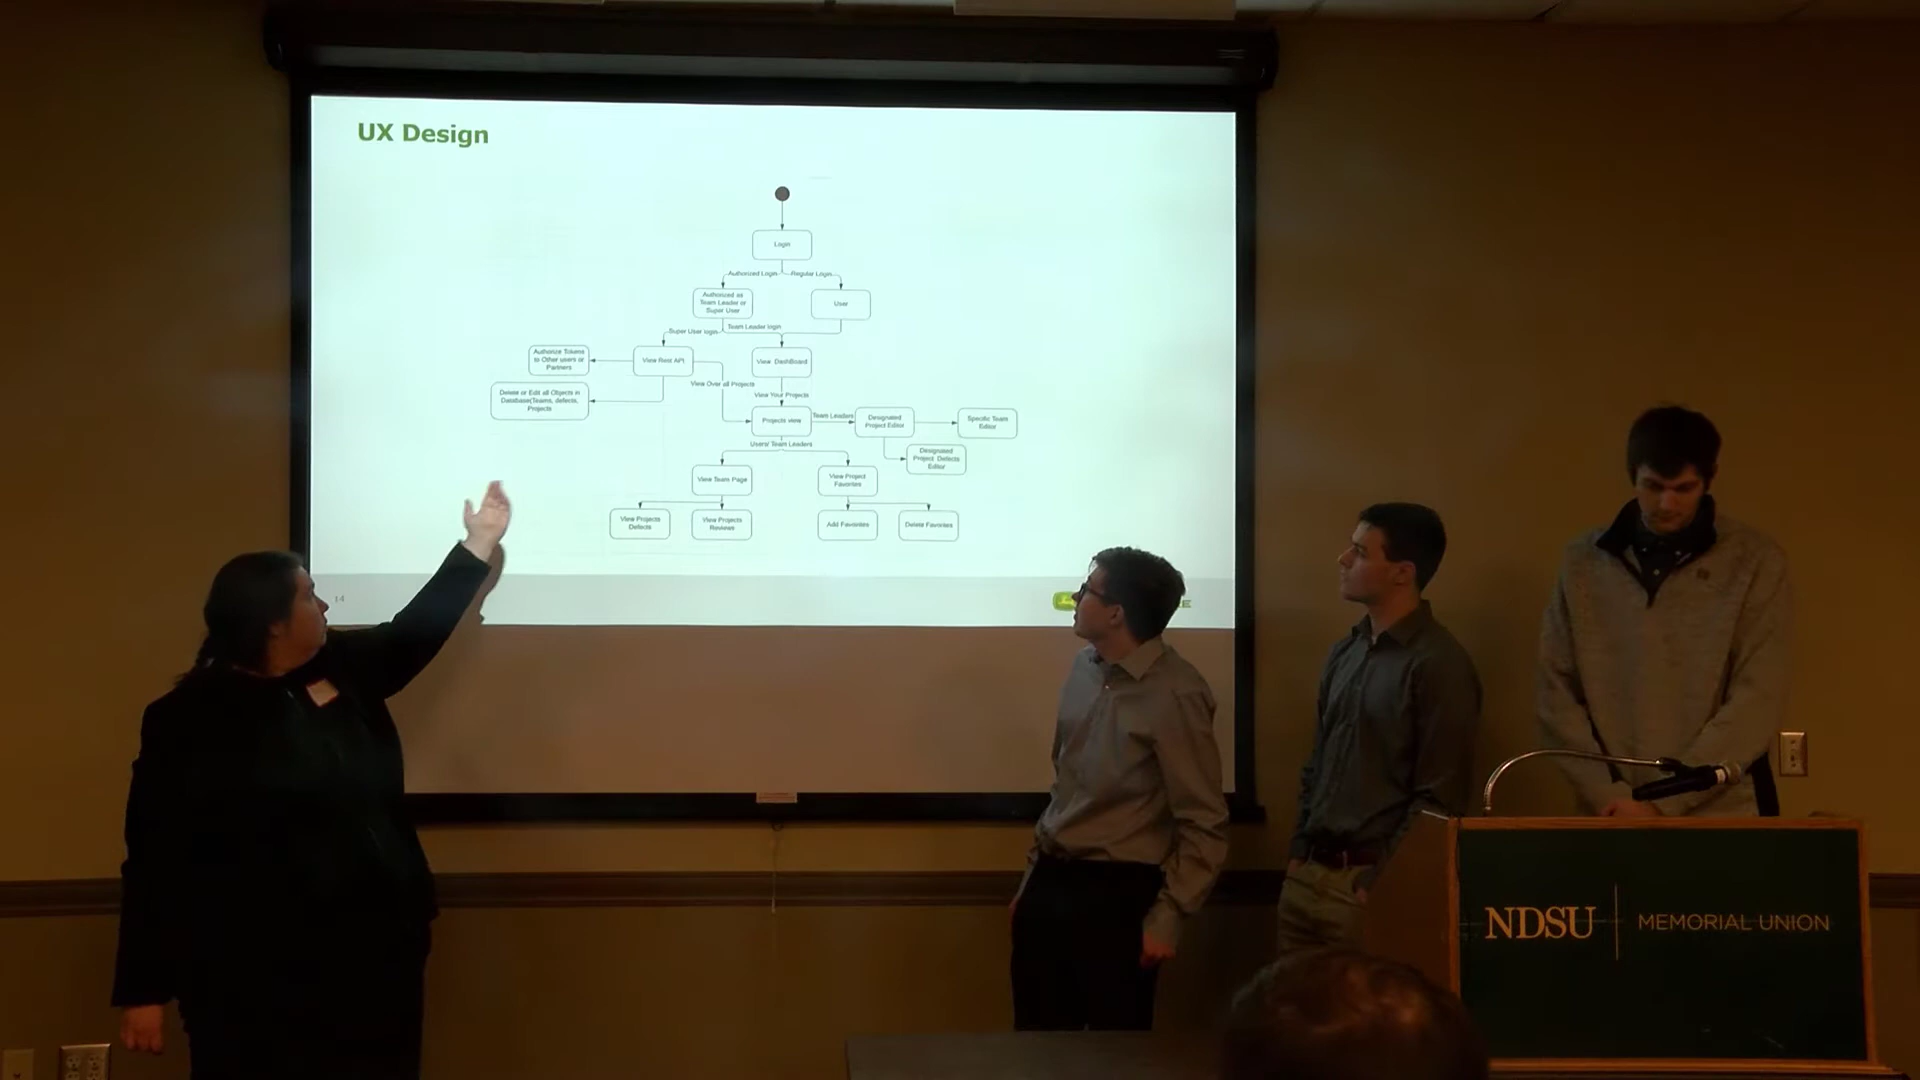 UX Design
Login
Authorized Login
Regular Login
Authorized as
Team Leader or
Super User
User
Super User login
Team Leader login
Authorize Tokens
to Other users or
Partners
View Rest API
View DashBoard
Delete or Edit all Objects in
Database(Teams, defects,
Projects
View Over all Projects
View Your Projects
Projects view
Team Leaders
Designated
Project Editor
Specific Team
Editor
Users/ Team Leaders
Designated
Project Defects
Editor
View Team Page
View Project
Favorites
View Projects
Defects
View Projects
Reviews
Add Favorites
Delete Favorites
14
E
NDSU
MEMORIAL UNION